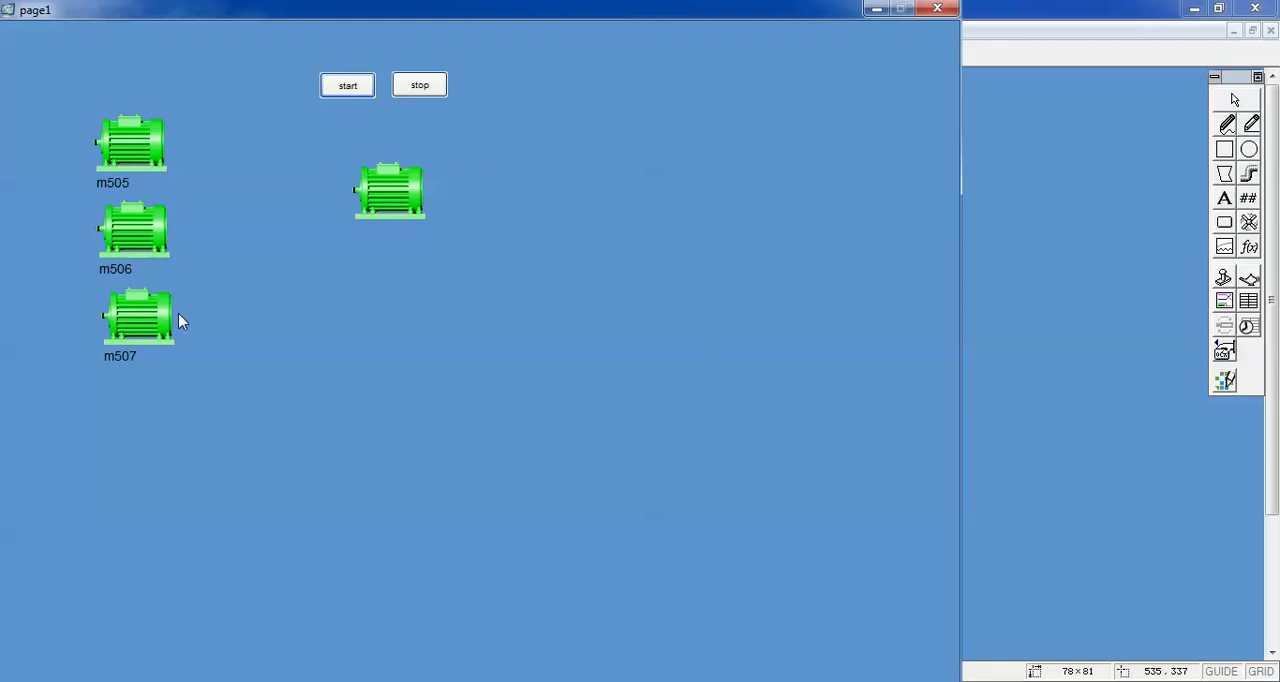 page1
start
stop
m505
m506
m507
A
##
f(x)
78×81
535 , 337
GUIDE
GRID